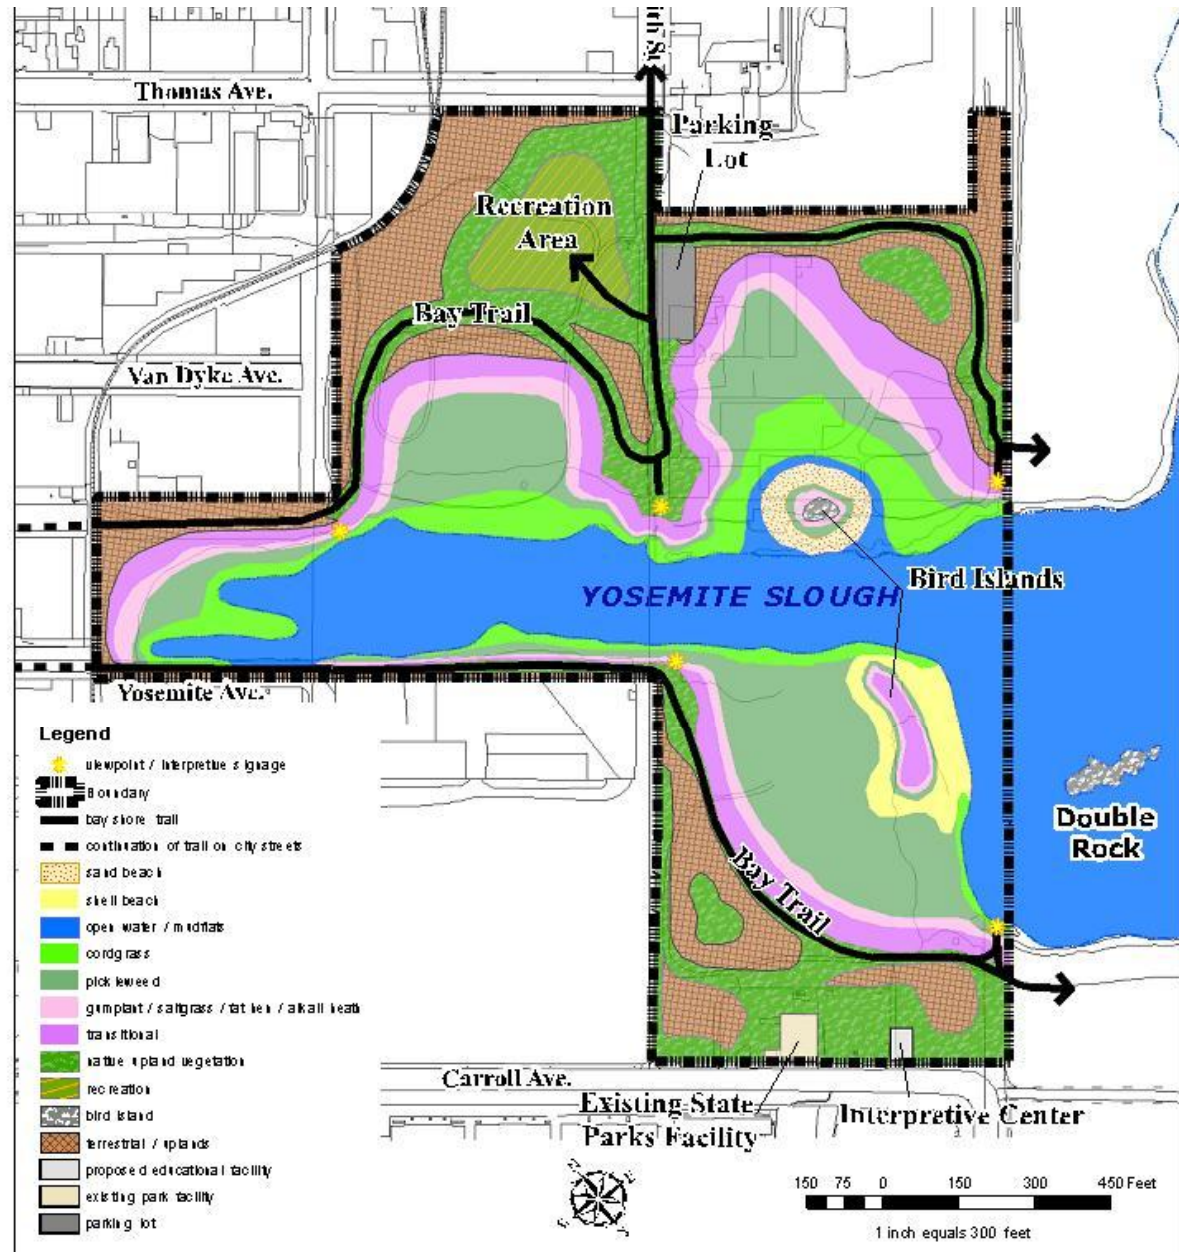 Thomas Ave.
Parking
Lot
Recreation
Area
Bay Trail
Van Dyke Ave.
Bird Islands
YOSEMITE SLOUGH
Yosemite Ave.
Legend
viewpoint / interpretive signage
Boundary
bay shore trail
continuation of trail on city streets
sand beach
shell beach
open water / mudflats
cordgrass
pickleweed
gumplant / saltgrass / fat hen / alkali heath
transitional
native upland vegetation
recreation
bird island
terrestrial / uplands
proposed educational facility
existing park facility
parking lot
Double
Rock
Bay Trail
Carroll Ave.
Existing State
Parks Facility
Interpretive Center
150 75 0 150 300 450 Feet
1 inch equals 300 feet